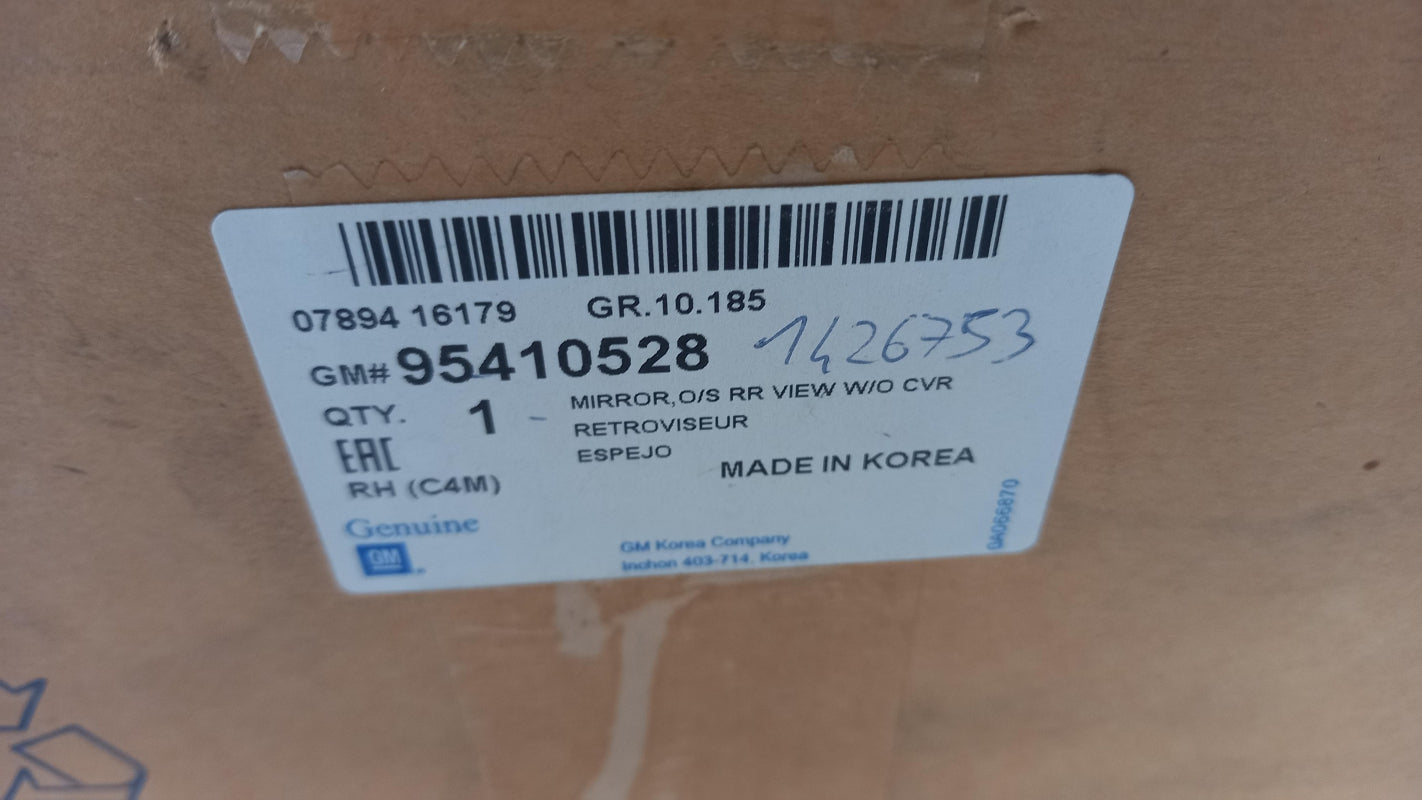 07894 16179 GR.10.185
GM# 95410528 1426753
QTY. 1 MIRROR,O/S RR VIEW W/O CVR
RETROVISEUR
EAC ESPEJO
MADE IN KOREA
RH (C4M)
Genuine
GM
GM Korea Company
Inchon 403-714, Korea
0A066870